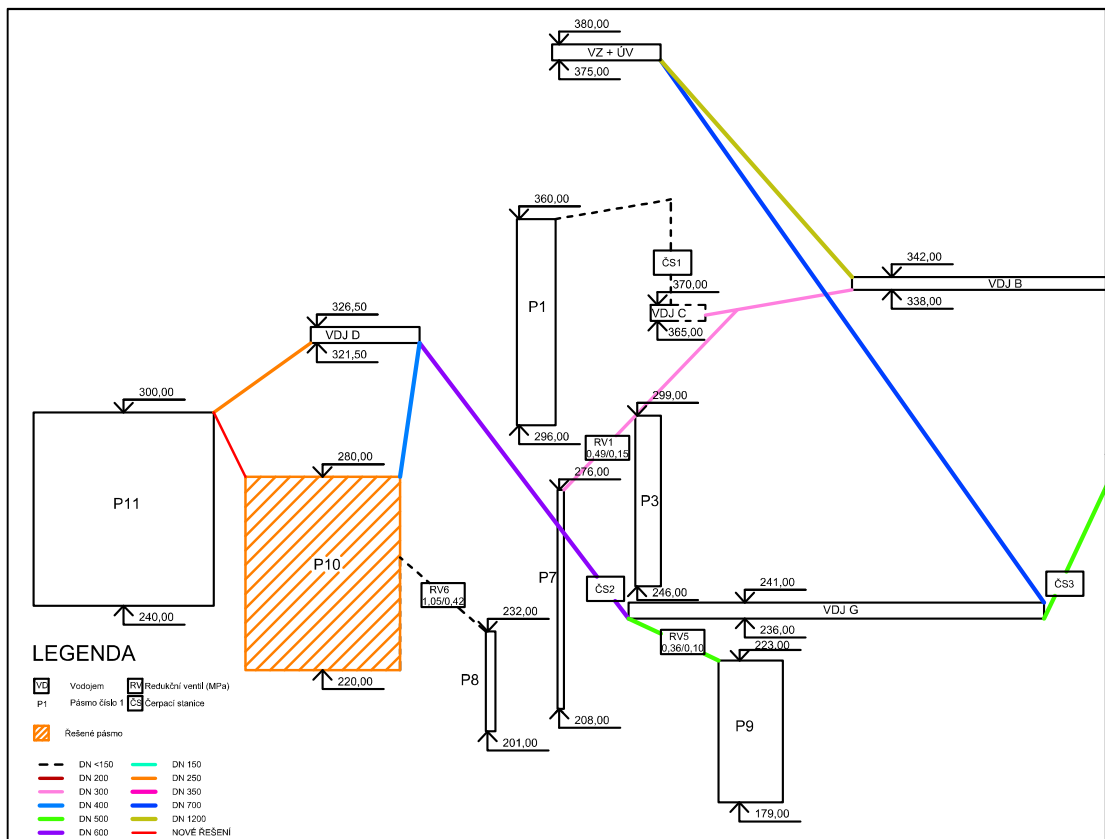 380,00
VZ + ÚV
375,00
360,00
ČS1
342,00
VDJ B
338,00
370,00
VDJ C
365,00
P1
326,50
VDJ D
321,50
300,00
299,00
296,00
RV1
0,49/0,15
280,00
276,00
P11
P3
P10
P7
RV6
1,05/0,42
ČS2
ČS3
246,00
241,00
VDJ G
236,00
240,00
232,00
RV5
0,36/0,10
223,00
P8
220,00
P9
208,00
201,00
179,00
LEGENDA
VD Vodojem RV Redukční ventil (MPa)
P1 Pásmo číslo 1 ČS Čerpací stanice
Řešené pásmo
DN <150 DN 150
DN 200 DN 250
DN 300 DN 350
DN 400 DN 700
DN 500 DN 1200
DN 600 NOVÉ ŘEŠENÍ